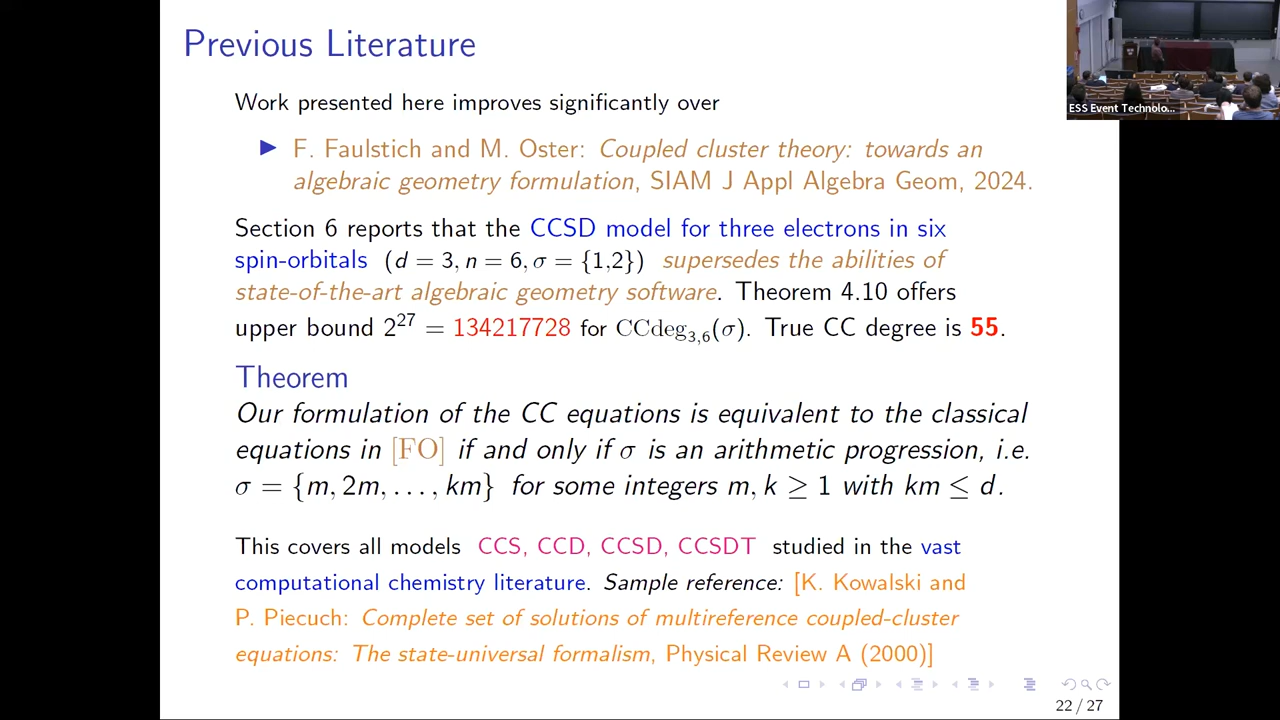 Previous Literature
Work presented here improves significantly over
F. Faulstich and M. Oster: Coupled cluster theory: towards an
algebraic geometry formulation, SIAM J Appl Algebra Geom, 2024.
Section 6 reports that the CCSD model for three electrons in six
spin-orbitals (d = 3, n = 6, σ = {1,2}) supersedes the abilities of
state-of-the-art algebraic geometry software. Theorem 4.10 offers
upper bound 2²⁷ = 134217728 for CCdeg₃,₆(σ). True CC degree is 55.
Theorem
Our formulation of the CC equations is equivalent to the classical
equations in [FO] if and only if σ is an arithmetic progression, i.e.
σ = {m, 2m, . . . , km} for some integers m, k ≥ 1 with km ≤ d.
This covers all models CCS, CCD, CCSD, CCSDT studied in the vast
computational chemistry literature. Sample reference: [K. Kowalski and
P. Piecuch: Complete set of solutions of multireference coupled-cluster
equations: The state-universal formalism, Physical Review A (2000)]
22 / 27
ESS Event Technolo...